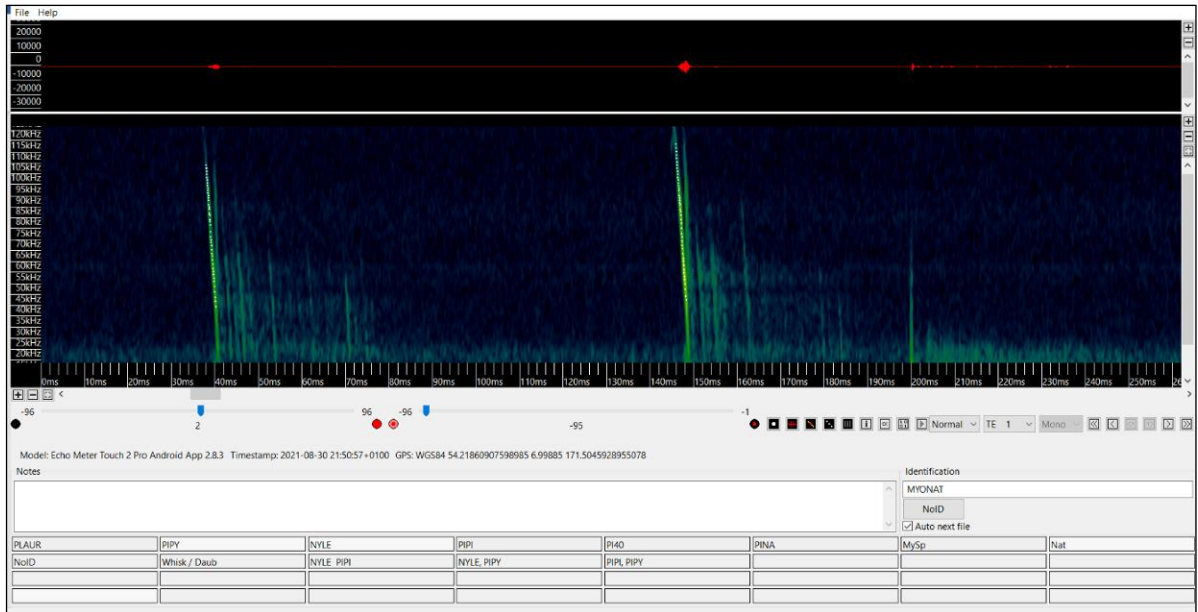 File Help
20000
10000
0
-10000
-20000
-30000
120kHz
115kHz
110kHz
105kHz
100kHz
95kHz
90kHz
85kHz
80kHz
75kHz
70kHz
65kHz
60kHz
55kHz
50kHz
45kHz
40kHz
35kHz
30kHz
25kHz
20kHz
0ms 10ms 20ms 30ms 40ms 50ms 60ms 70ms 80ms 90ms 100ms 110ms 120ms 130ms 140ms 150ms 160ms 170ms 180ms 190ms 200ms 210ms 220ms 230ms 240ms 250ms
-96 96 -96 -1
2 -95
Normal TE 1 Mono
Model: Echo Meter Touch 2 Pro Android App 2.8.3 Timestamp: 2021-08-30 21:50:57+0100 GPS: WGS84 54.21860907598985 6.99885 171.5045928955078
Notes Identification
MYONAT
NoID
Auto next file
PLAUR PIPY NYLE PIPI PI40 PINA MySp Nat
NoID Whisk / Daub NYLE PIPI NYLE, PIPY PIPI, PIPY